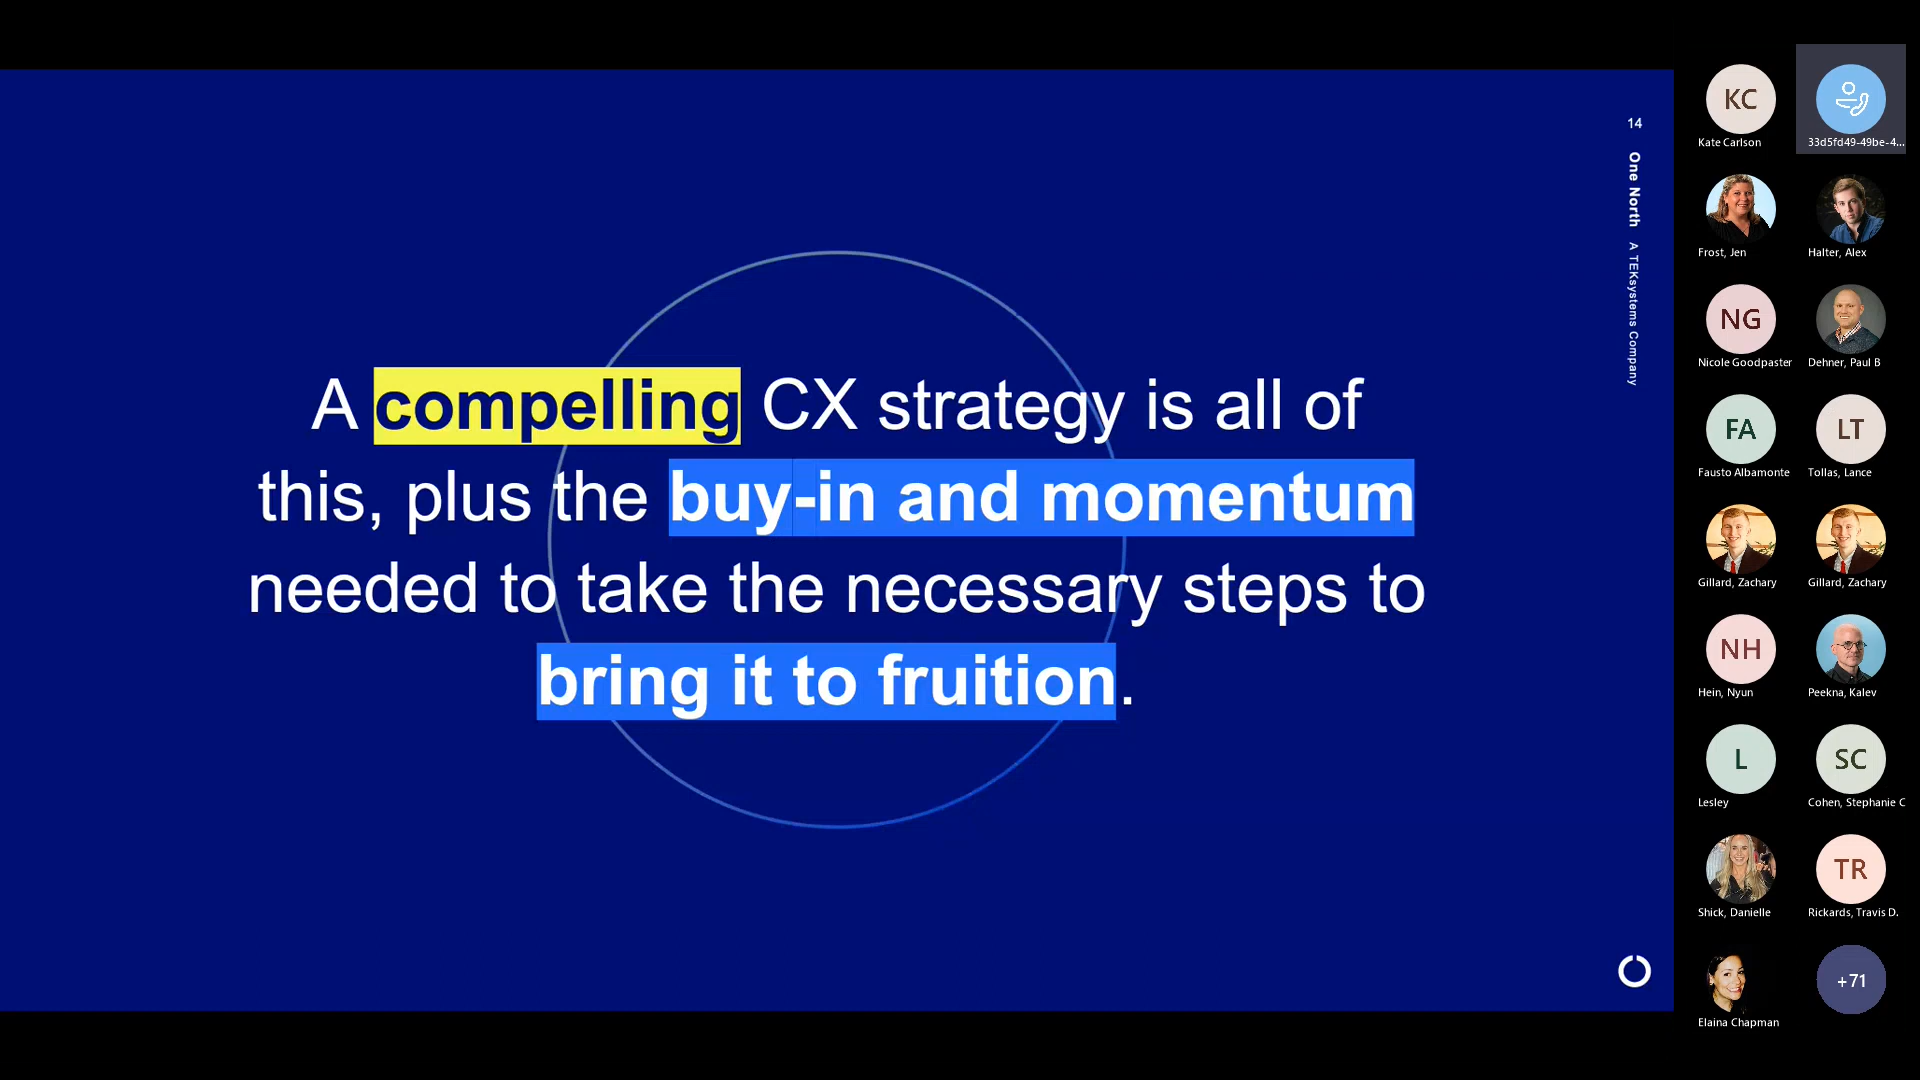 A compelling CX strategy is all of
this, plus the buy-in and momentum
needed to take the necessary steps to
bring it to fruition.
14
One North A TEKsystems Company
KC
Kate Carlson
33d5fd49-49be-4...
Frost, Jen
Halter, Alex
NG
Nicole Goodpaster
Dehner, Paul B
FA
Fausto Albamonte
LT
Tollas, Lance
Gillard, Zachary
Gillard, Zachary
NH
Hein, Nyun
Peekna, Kalev
L
Lesley
SC
Cohen, Stephanie C
Shick, Danielle
TR
Rickards, Travis D.
Elaina Chapman
+71